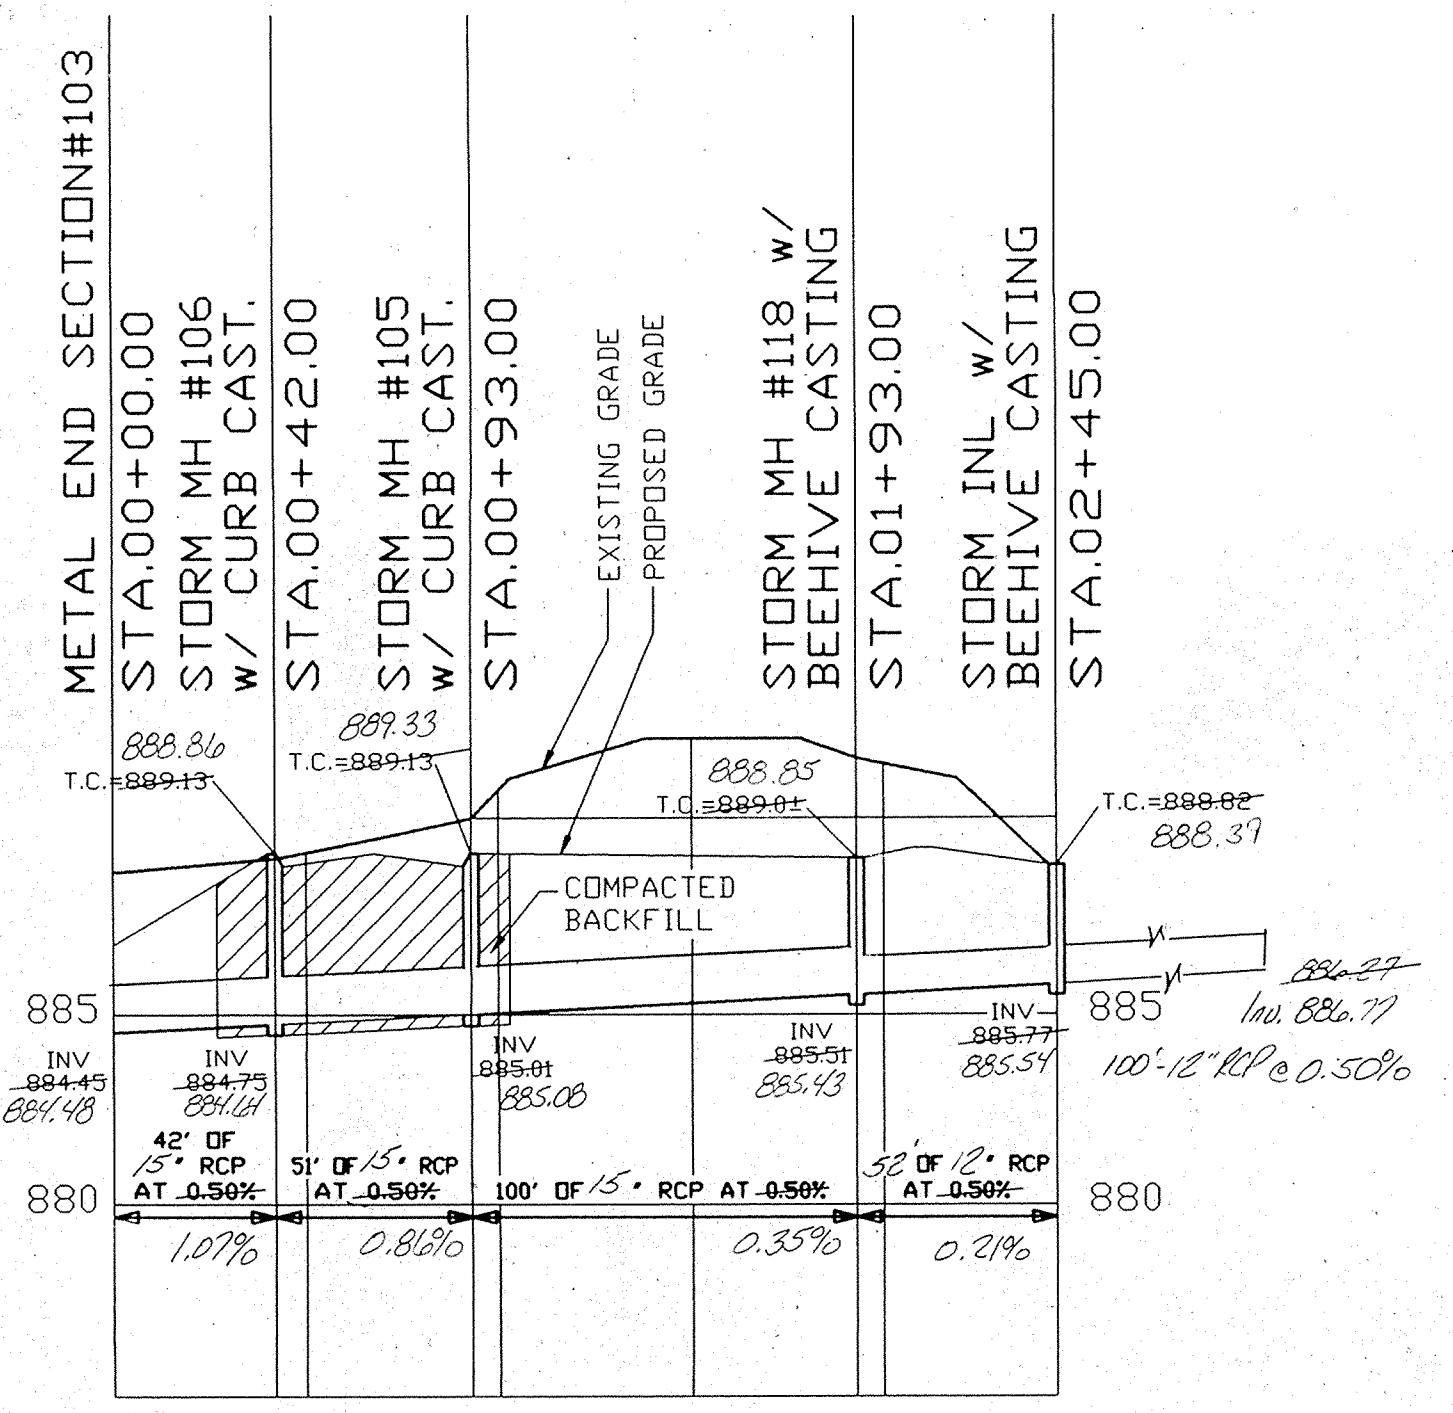 METAL END SECTION#103
STA.00+00.00
STORM MH #106
w/ CURB CAST.
STA.00+42.00
STORM MH #105
w/ CURB CAST.
STA.00+93.00
EXISTING GRADE
PROPOSED GRADE
STORM MH #118 w/
BEEHIVE CASTING
STA.01+93.00
STORM INL w/
BEEHIVE CASTING
STA.02+45.00
888.86
T.C.=889.13
889.33
T.C.=889.13
888.85
T.C.=889.0±
T.C.=888.82
888.37
COMPACTED
BACKFILL
885
885
886.27
Inv. 886.77
100'-12" RCP @ 0.50%
INV
884.45
884.48
INV
884.75
INV
885.01
885.08
INV
885.51
885.43
INV
885.77
885.54
42' OF
15" RCP
AT 0.50%
51' OF 15" RCP
AT 0.50%
100' OF 15" RCP AT 0.50%
52' OF 12" RCP
AT 0.50%
880
880
1.07%
0.86%
0.35%
0.21%